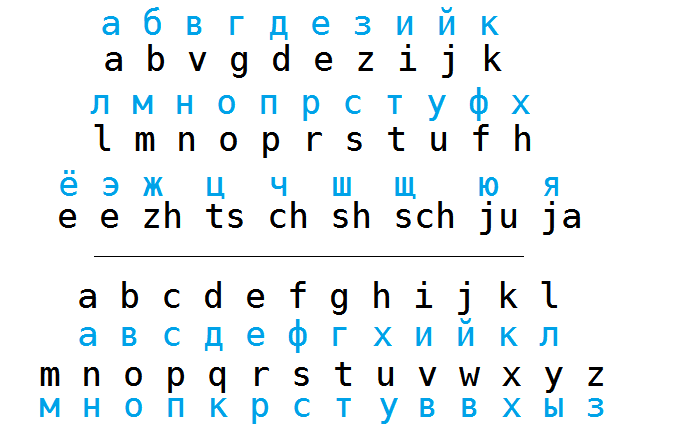 а б в г д е з и й к
a b v g d e z i j k
л м н о п р с т у ф х
l m n o p r s t u f h
ё э ж ц ч ш щ ю я
e e zh ts ch sh sch ju ja
a b c d e f g h i j k l
а в с д е ф г х и й к л
m n o p q r s t u v w x y z
м н о п к р с т у в в х ы з